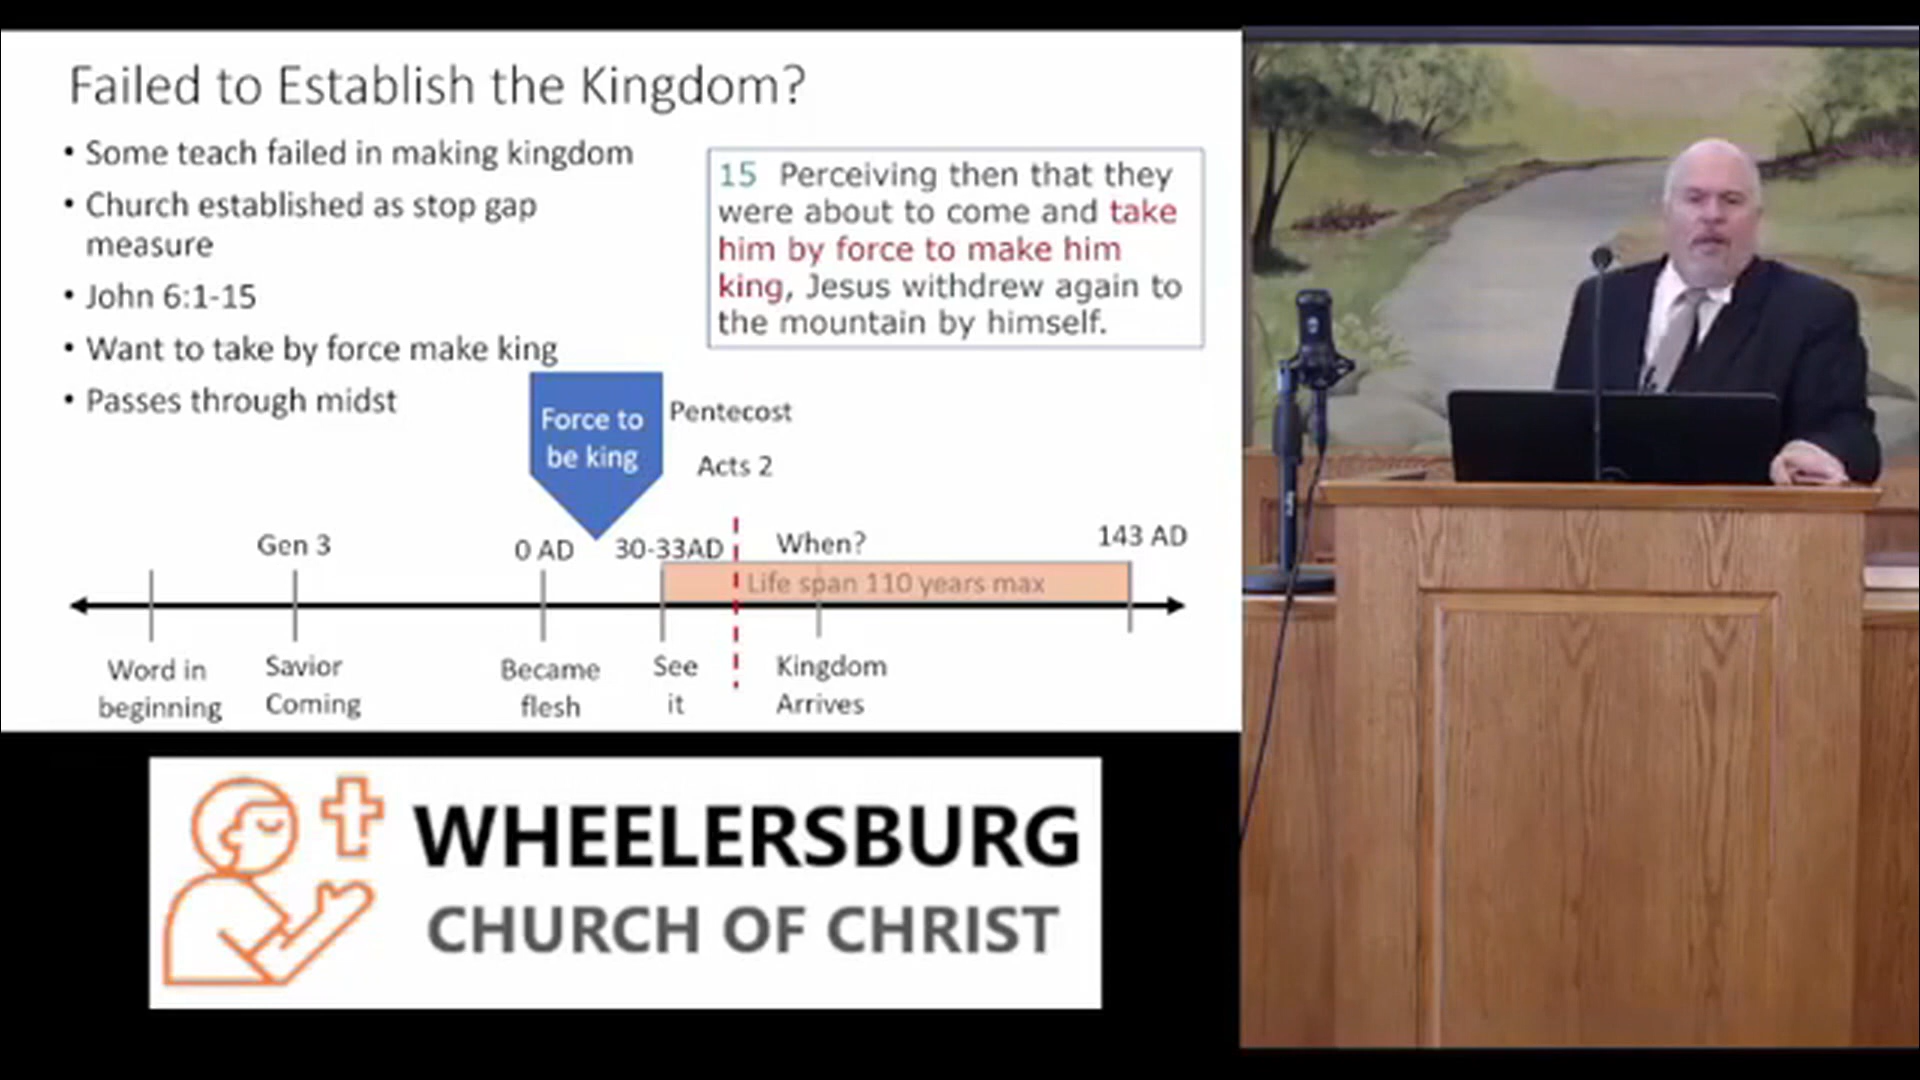 Failed to Establish the Kingdom?
• Some teach failed in making kingdom
• Church established as stop gap
measure
• John 6:1-15
• Want to take by force make king
• Passes through midst
15 Perceiving then that they
were about to come and take
him by force to make him
king, Jesus withdrew again to
the mountain by himself.
Force to
be king
Pentecost
Acts 2
Gen 3
0 AD
30-33AD
When?
143 AD
Life span 110 years max
Word in
beginning
Savior
Coming
Became
flesh
See
it
Kingdom
Arrives
WHEELERSBURG
CHURCH OF CHRIST